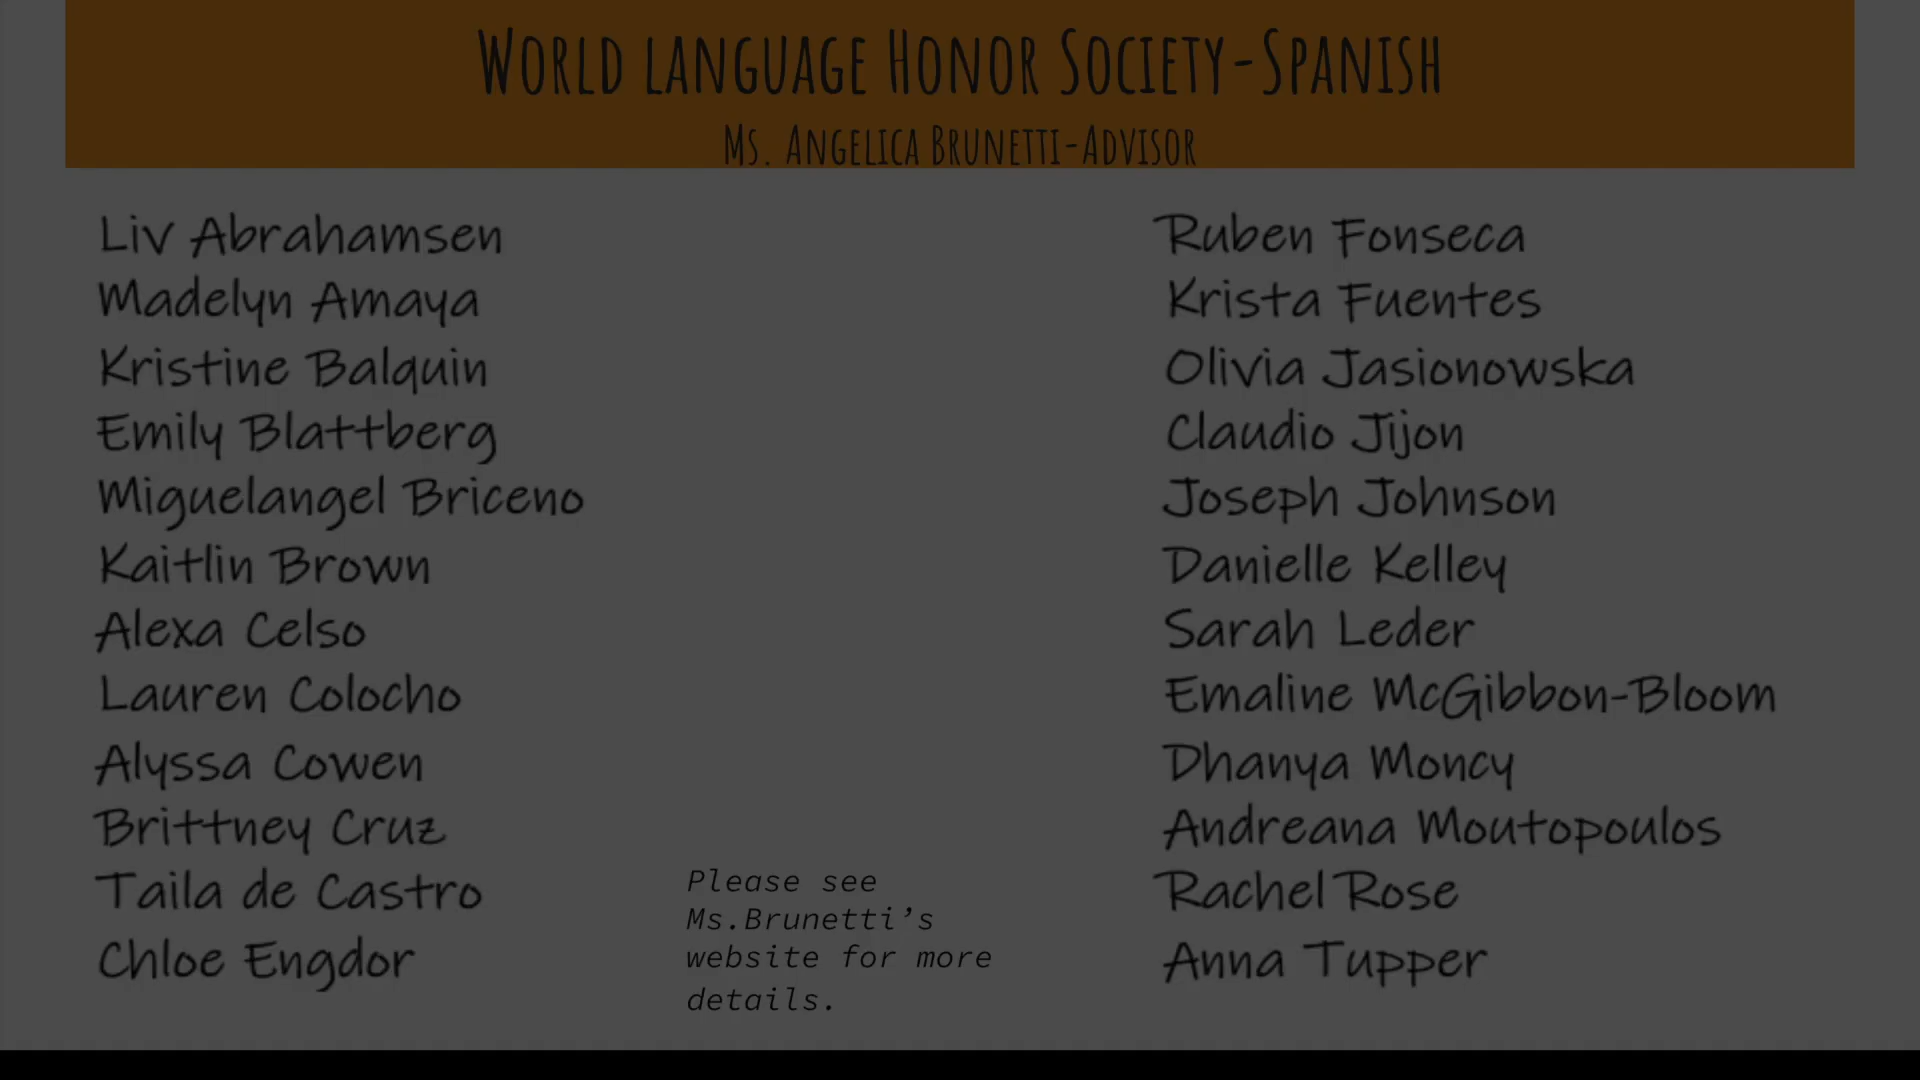 World language Honor Society-Spanish
Ms. Angelica Brunetti-Advisor
Liv Abrahamsen
Madelyn Amaya
Kristine Balquin
Emily Blattberg
Miguelangel Briceno
Kaitlin Brown
Alexa Celso
Lauren Colocho
Alyssa Cowen
Brittney Cruz
Taila de Castro
Chloe Engdor
Please see
Ms.Brunetti’s
website for more
details.
Ruben Fonseca
Krista Fuentes
Olivia Jasionowska
Claudio Jijon
Joseph Johnson
Danielle Kelley
Sarah Leder
Emaline McGibbon-Bloom
Dhanya Moncy
Andreana Moutopoulos
Rachel Rose
Anna Tupper